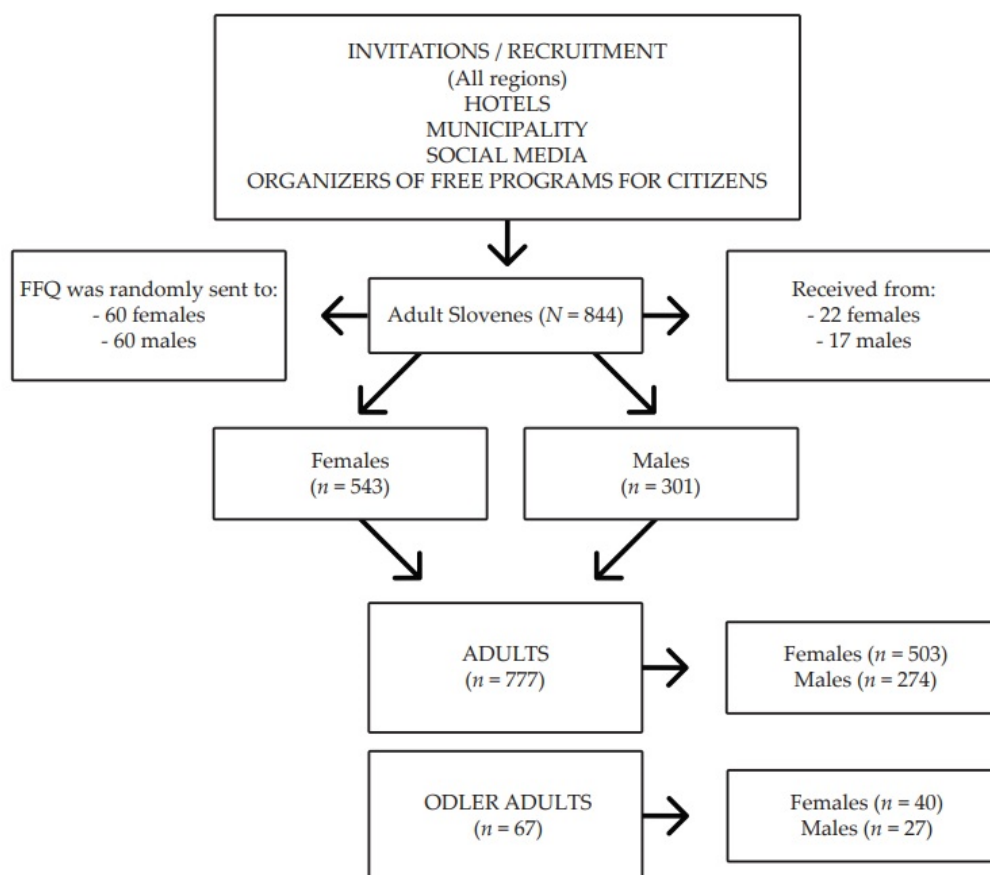 INVITATIONS / RECRUITMENT
(All regions)
HOTELS
MUNICIPALITY
SOCIAL MEDIA
ORGANIZERS OF FREE PROGRAMS FOR CITIZENS
FFQ was randomly sent to:
- 60 females
- 60 males
Adult Slovenes (N = 844)
Received from:
- 22 females
- 17 males
Females
(n = 543)
Males
(n = 301)
ADULTS
(n = 777)
Females (n = 503)
Males (n = 274)
ODLER ADULTS
(n = 67)
Females (n = 40)
Males (n = 27)